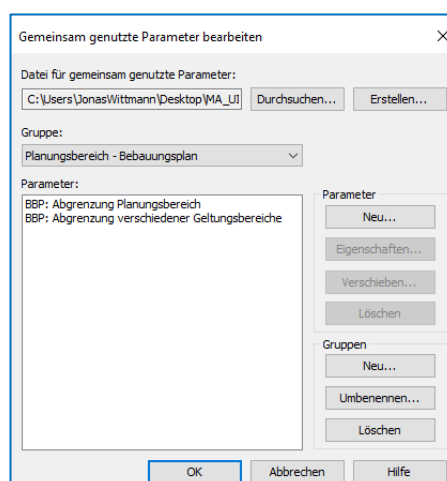 Gemeinsam genutzte Parameter bearbeiten
Datei für gemeinsam genutzte Parameter:
C:\Users\JonasWittmann\Desktop\MA_UI
Durchsuchen...
Erstellen...
Gruppe:
Planungsbereich - Bebauungsplan
Parameter:
BBP: Abgrenzung Planungsbereich
BBP: Abgrenzung verschiedener Geltungsbereiche
Parameter
Neu...
Eigenschaften...
Verschieben...
Löschen
Gruppen
Neu...
Umbenennen...
Löschen
OK
Abbrechen
Hilfe